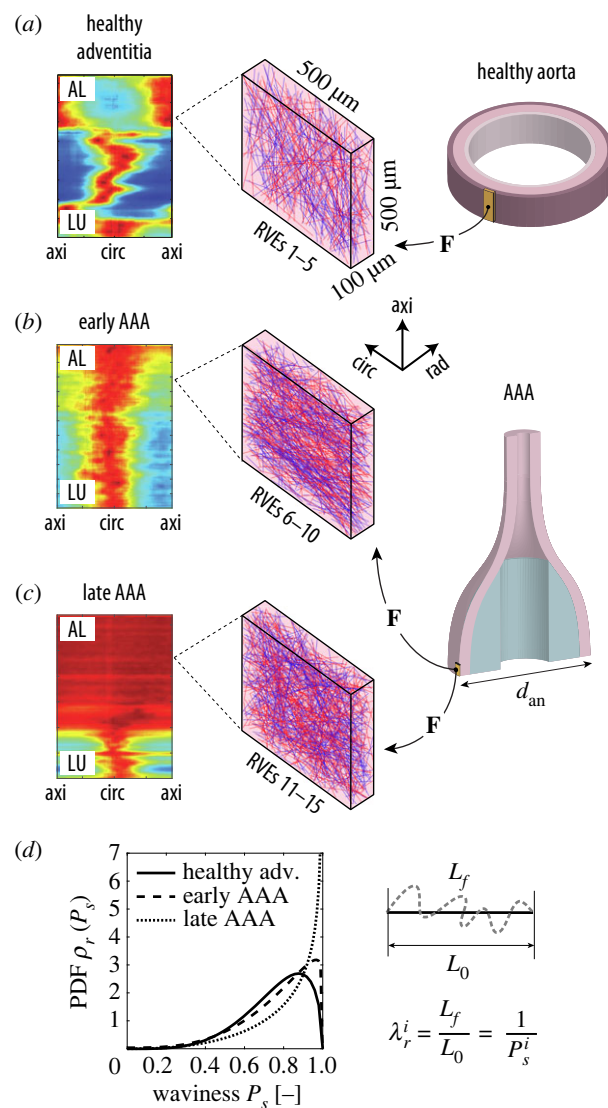 (a)
healthy
adventitia
AL
LU
axi circ axi
500 µm
500 µm
100 µm
RVEs 1–5
healthy aorta
F
(b)
early AAA
AL
LU
axi circ axi
RVEs 6–10
axi
circ
rad
AAA
(c)
late AAA
AL
LU
axi circ axi
RVEs 11–15
F
F
d_an
(d)
7
6
5
4
3
2
1
0
PDF ρ_r (P_s)
healthy adv.
early AAA
late AAA
0.2 0.4 0.6 0.8 1.0
waviness P_s [–]
L_f
L_0
λ_r^i = L_f / L_0 = 1 / P_s^i